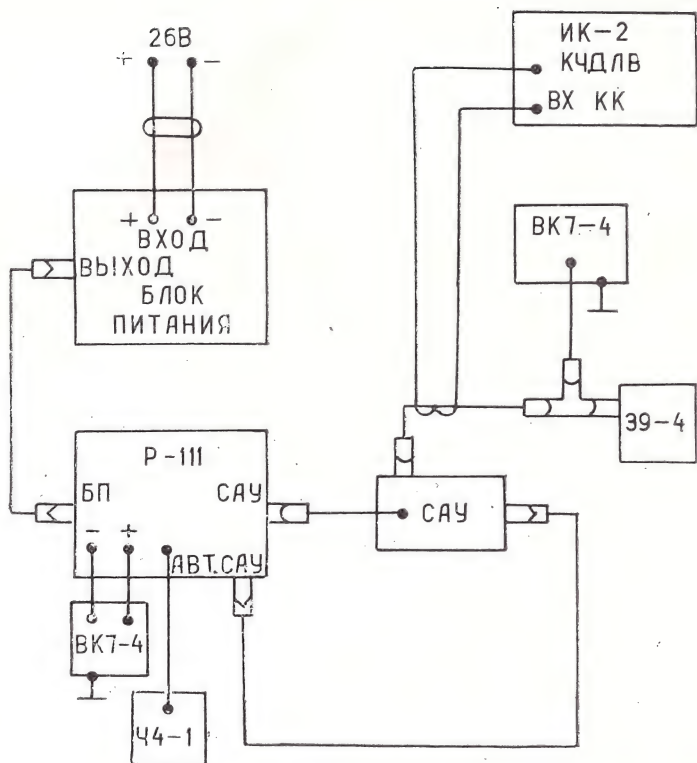 26В
+ −
+ −
ВХОД
ВЫХОД
БЛОК
ПИТАНИЯ
ИК-2
КЧДЛВ
ВХ КК
ВК7-4
Э9-4
Р-111
БП САУ
− +
АВТ.САУ
САУ
ВК7-4
Ч4-1